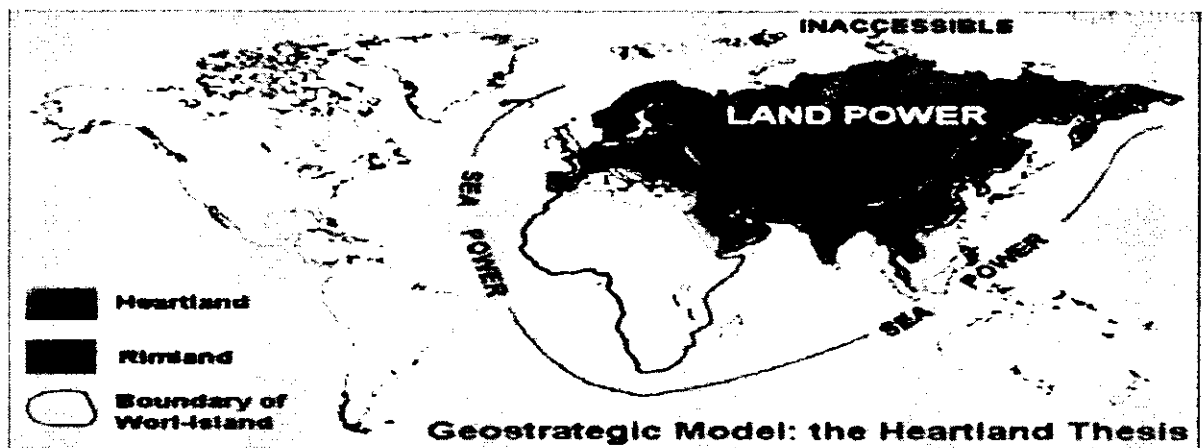 INACCESSIBLE
LAND POWER
SEA POWER
SEA POWER
Heartland
Rimland
Boundary of
Worl-Island
Geostrategic Model: the Heartland Thesis